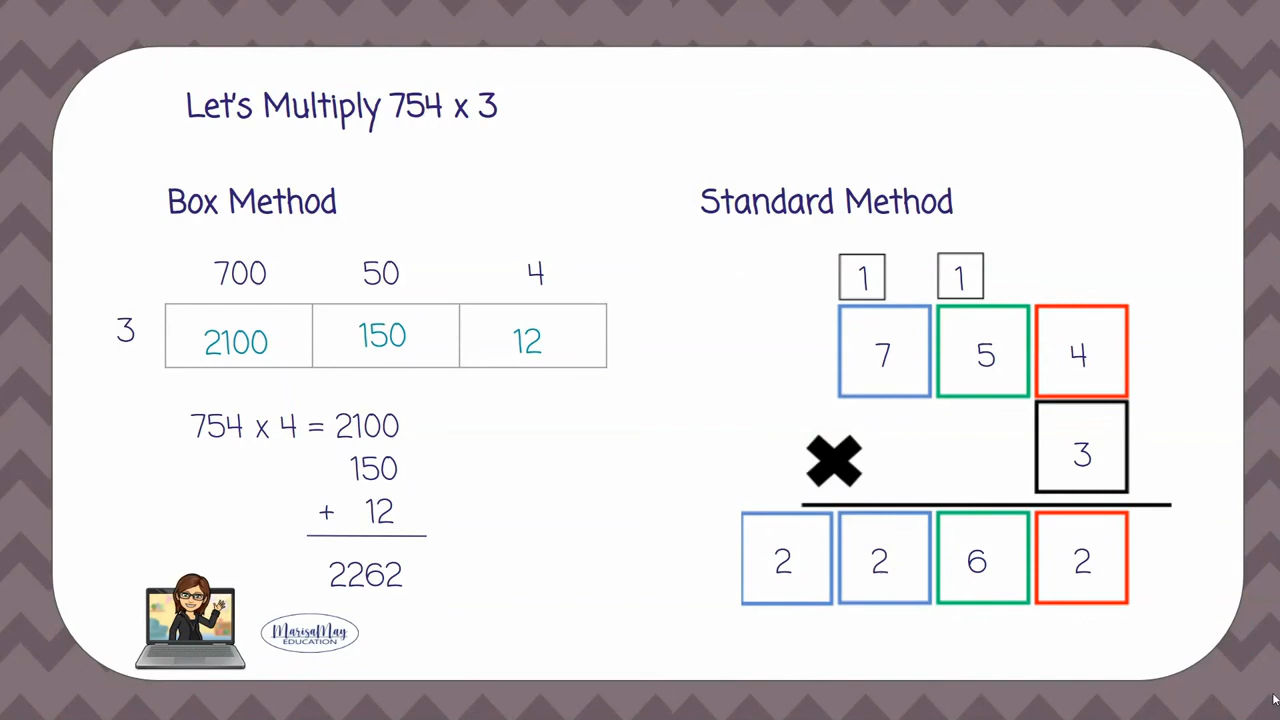 Let's Multiply 754 x 3
Box Method
700 50 4
3 2100 150 12
754 x 4 = 2100
150
+ 12
2262
MarisaMay
EDUCATION
Standard Method
1 1
7 5 4
✖ 3
2 2 6 2